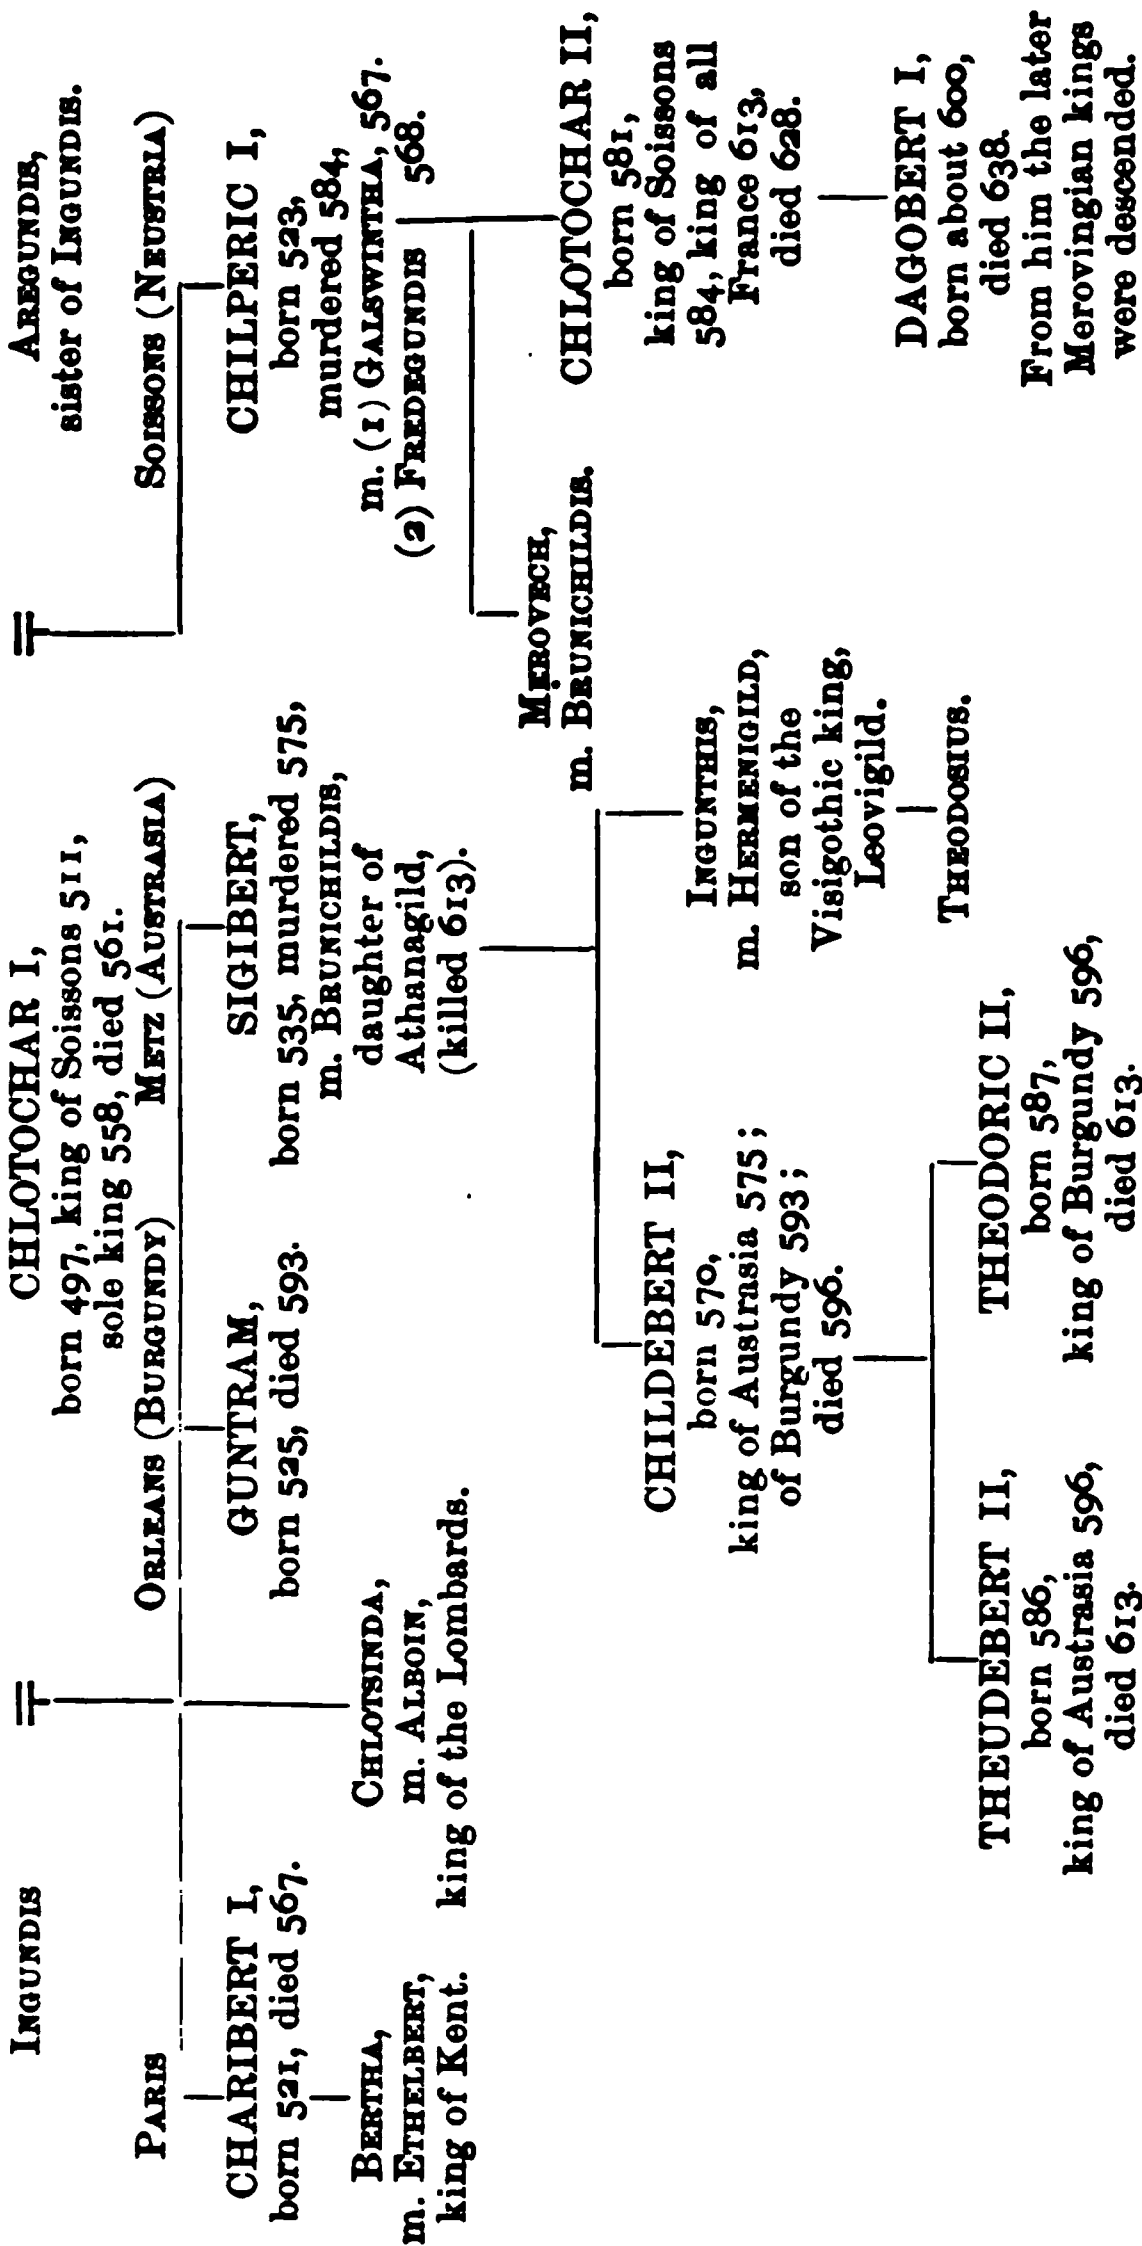 INGUNDIS
CHLOTOCHAR I,
born 497, king of Soissons 511,
sole king 558, died 561.
AREGUNDIS,
sister of INGUNDIS.
PARIS
ORLEANS (BURGUNDY)
METZ (AUSTRASIA)
SOISSONS (NEUSTRIA)
CHARIBERT I,
born 521, died 567.
GUNTRAM,
born 525, died 593.
SIGIBERT,
born 535, murdered 575,
m. BRUNICHILDIS,
daughter of
Athanagild,
(killed 613).
CHILPERIC I,
born 523,
murdered 584,
m. (1) GALSWINTHA, 567.
(2) FREDEGUNDIS 568.
BERTHA,
m. ETHELBERT,
king of Kent.
CHLOTSINDA,
m. ALBOIN,
king of the Lombards.
MEROVECH,
m. BRUNICHILDIS.
CHLOTOCHAR II,
born 581,
king of Soissons
584, king of all
France 613,
died 628.
CHILDEBERT II,
born 570,
king of Austrasia 575;
of Burgundy 593;
died 596.
INGUNTHIS,
m. HERMENIGILD,
son of the
Visigothic king,
Leovigild.
THEODOSIUS.
DAGOBERT I,
born about 600,
died 638.
From him the later
Merovingian kings
were descended.
THEUDEBERT II,
born 586,
king of Austrasia 596,
died 613.
THEODORIC II,
born 587,
king of Burgundy 596,
died 613.